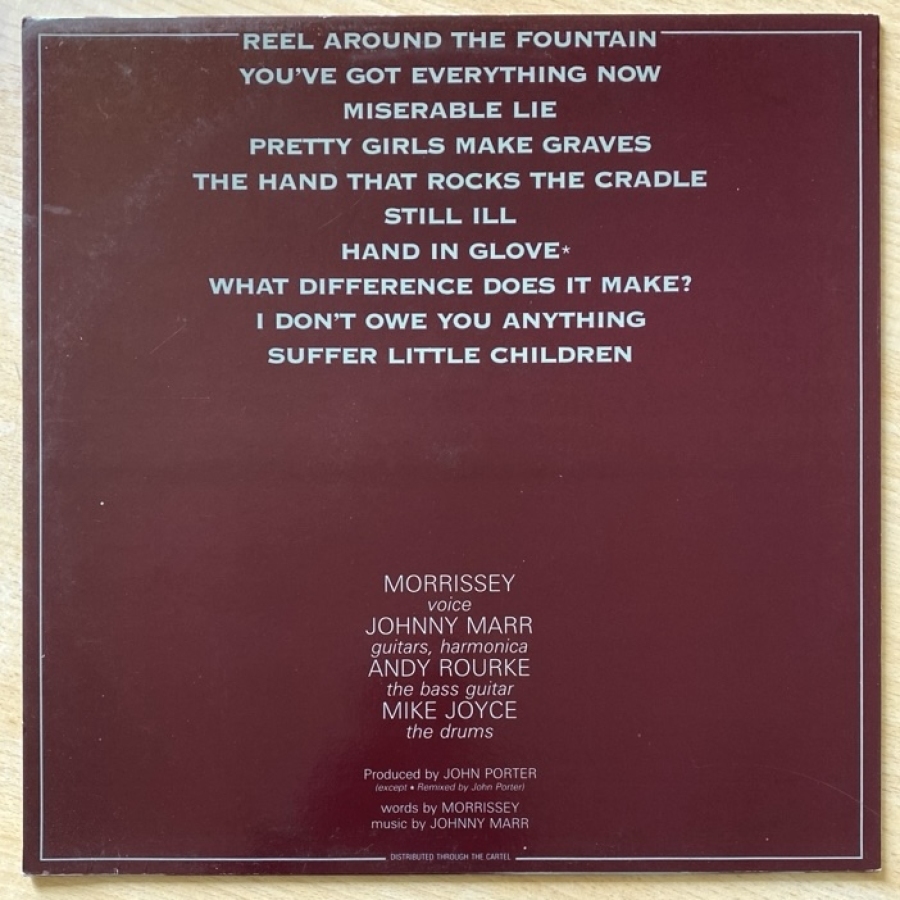 REEL AROUND THE FOUNTAIN
YOU'VE GOT EVERYTHING NOW
MISERABLE LIE
PRETTY GIRLS MAKE GRAVES
THE HAND THAT ROCKS THE CRADLE
STILL ILL
HAND IN GLOVE*
WHAT DIFFERENCE DOES IT MAKE?
I DON'T OWE YOU ANYTHING
SUFFER LITTLE CHILDREN
MORRISSEY
voice
JOHNNY MARR
guitars, harmonica
ANDY ROURKE
the bass guitar
MIKE JOYCE
the drums
Produced by JOHN PORTER
(except • Remixed by John Porter)
words by MORRISSEY
music by JOHNNY MARR
DISTRIBUTED THROUGH THE CARTEL